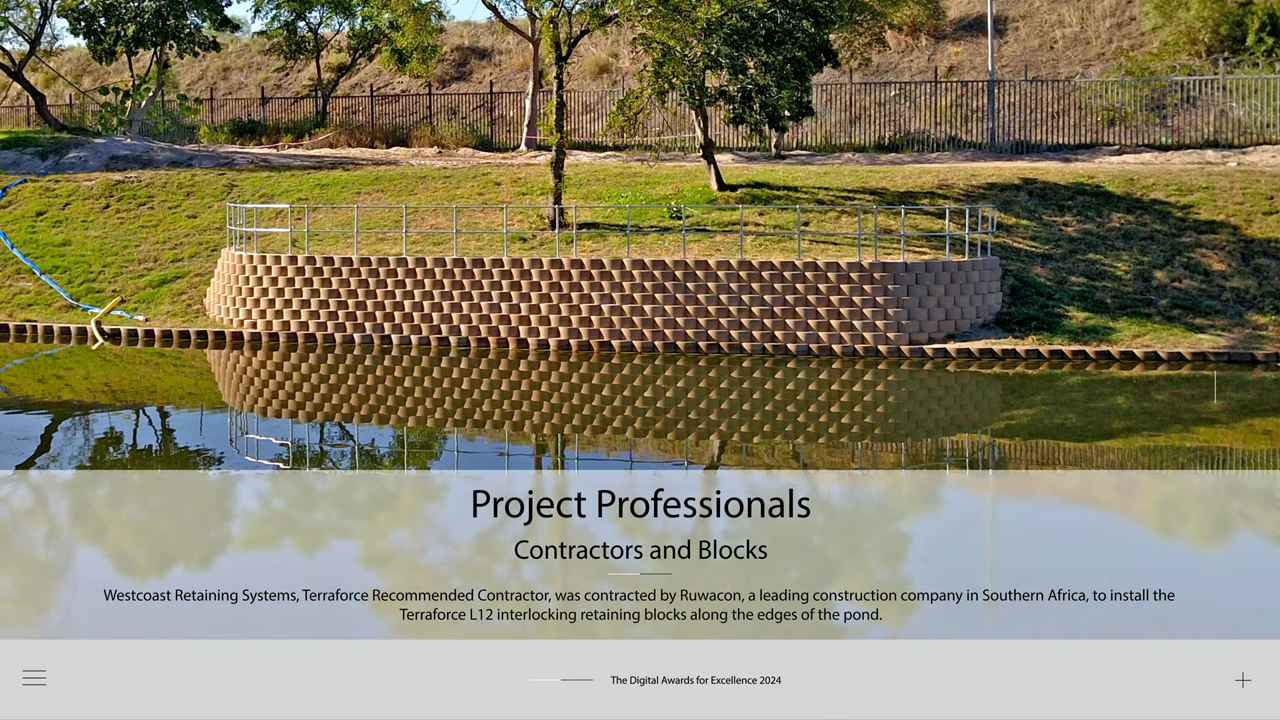 Project Professionals
Contractors and Blocks
Westcoast Retaining Systems, Terraforce Recommended Contractor, was contracted by Ruwacon, a leading construction company in Southern Africa, to install the
Terraforce L12 interlocking retaining blocks along the edges of the pond.
The Digital Awards for Excellence 2024